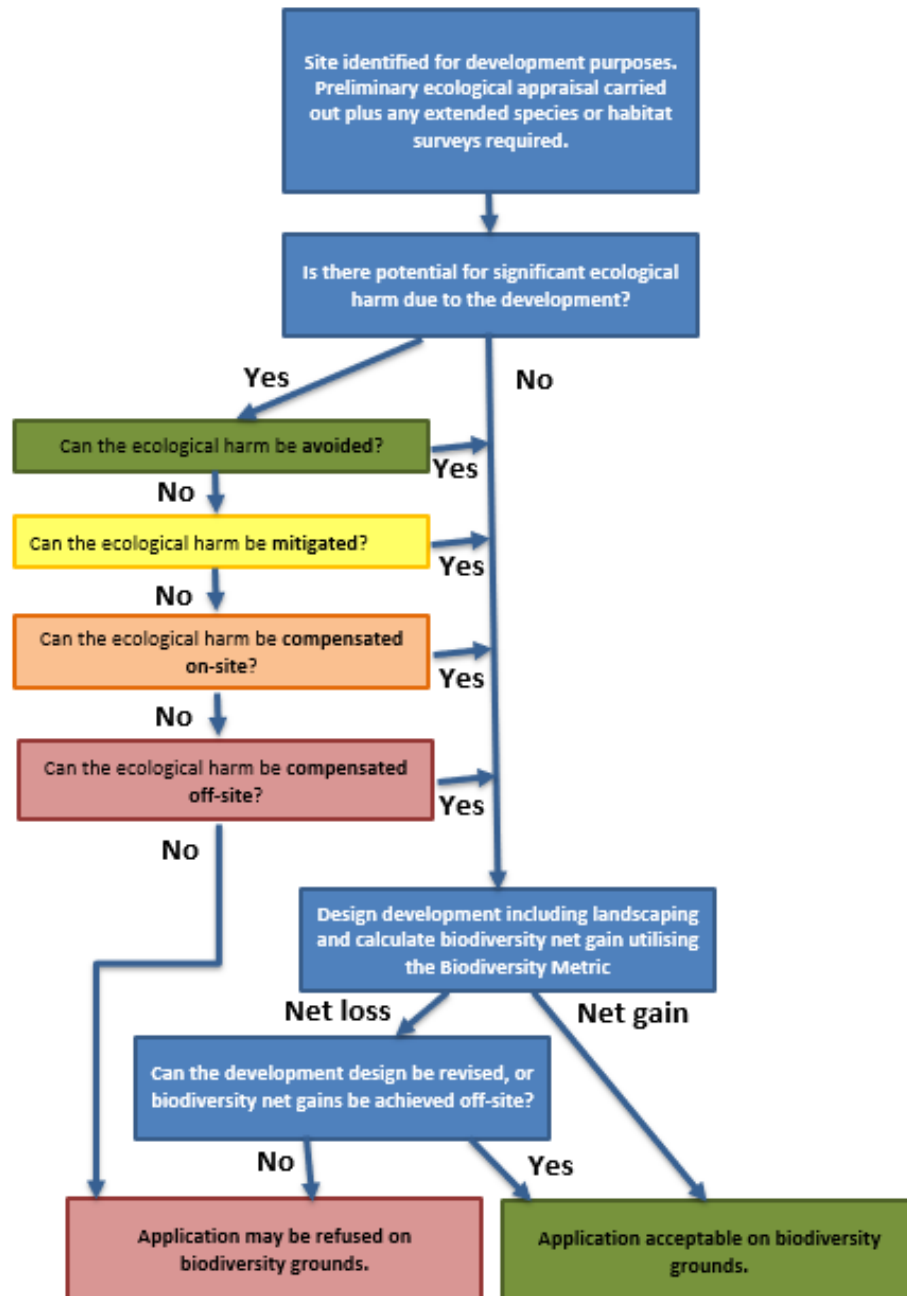 Site identified for development purposes.
Preliminary ecological appraisal carried
out plus any extended species or habitat
surveys required.
Is there potential for significant ecological
harm due to the development?
Yes
No
Can the ecological harm be avoided?
Yes
No
Can the ecological harm be mitigated?
Yes
No
Can the ecological harm be compensated
on-site?
Yes
No
Can the ecological harm be compensated
off-site?
Yes
No
Design development including landscaping
and calculate biodiversity net gain utilising
the Biodiversity Metric
Net loss
Net gain
Can the development design be revised, or
biodiversity net gains be achieved off-site?
No
Yes
Application may be refused on
biodiversity grounds.
Application acceptable on biodiversity
grounds.